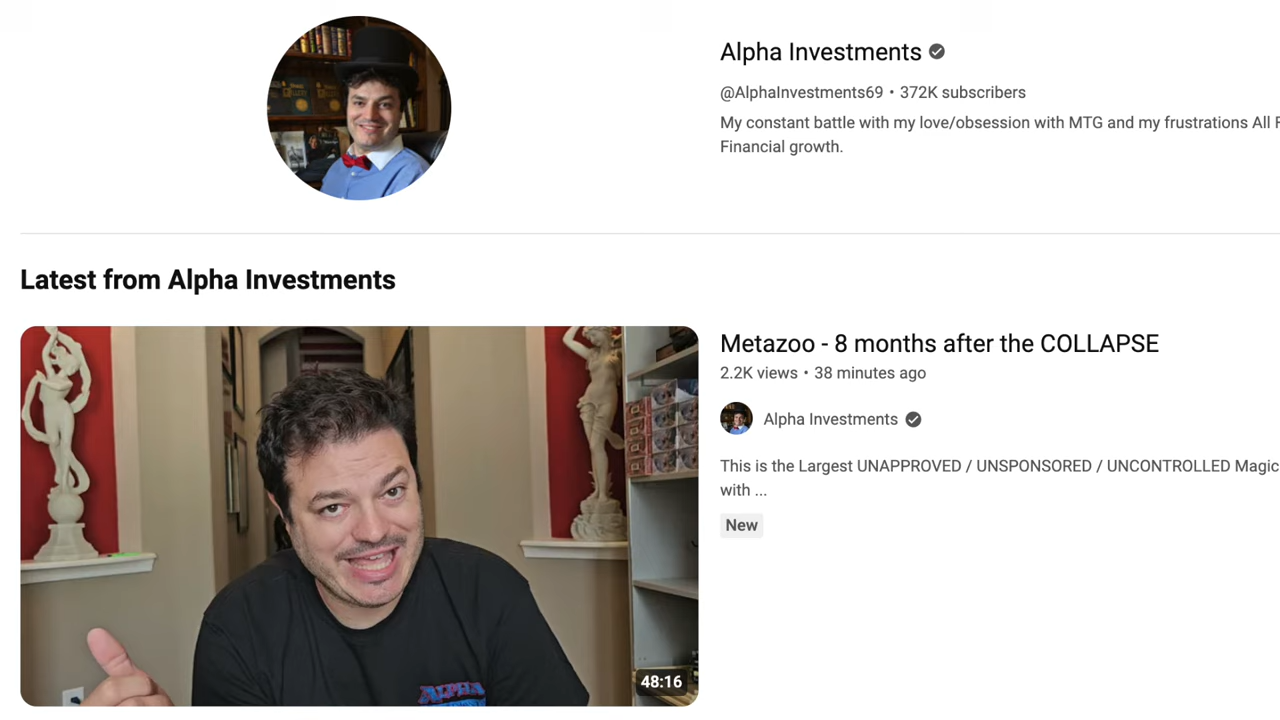 Alpha Investments
@AlphaInvestments69 • 372K subscribers
My constant battle with my love/obsession with MTG and my frustrations All
Financial growth.
Latest from Alpha Investments
Metazoo - 8 months after the COLLAPSE
2.2K views • 38 minutes ago
Alpha Investments
This is the Largest UNAPPROVED / UNSPONSORED / UNCONTROLLED Magic
with ...
New
ALPHA
48:16